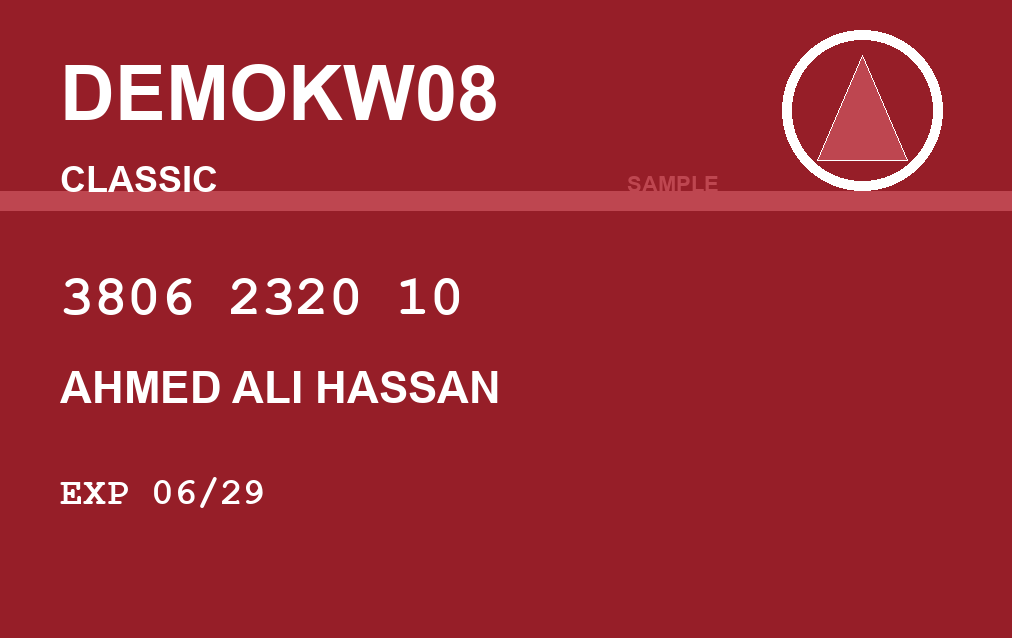 DEMOKW08
CLASSIC
SAMPLE
3806 2320 10
AHMED ALI HASSAN
EXP 06/29